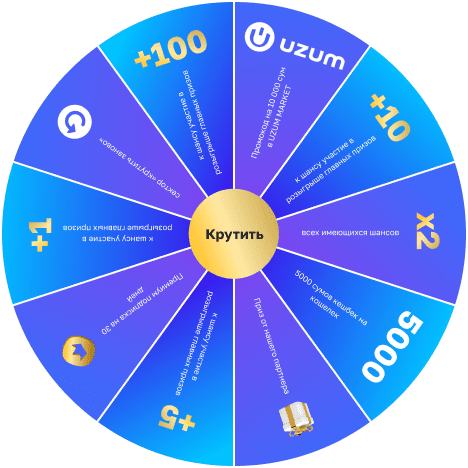 uzum
Промокод на 10 000 сум
в UZUM MARKET
+10
к шансу участие в
розыгрыше главных призов
x2
всех имеющихся шансов
5000
5000 Сумов кешбек на
кошелек
Приз от нашего партнера
+5
к шансу участие в
розыгрыше главных призов
Премиум подписка на 30
дней
+1
к шансу участие в
розыгрыше главных призов
сектор «крутить заново»
+100
к шансу участие в
розыгрыше главных призов
Крутить